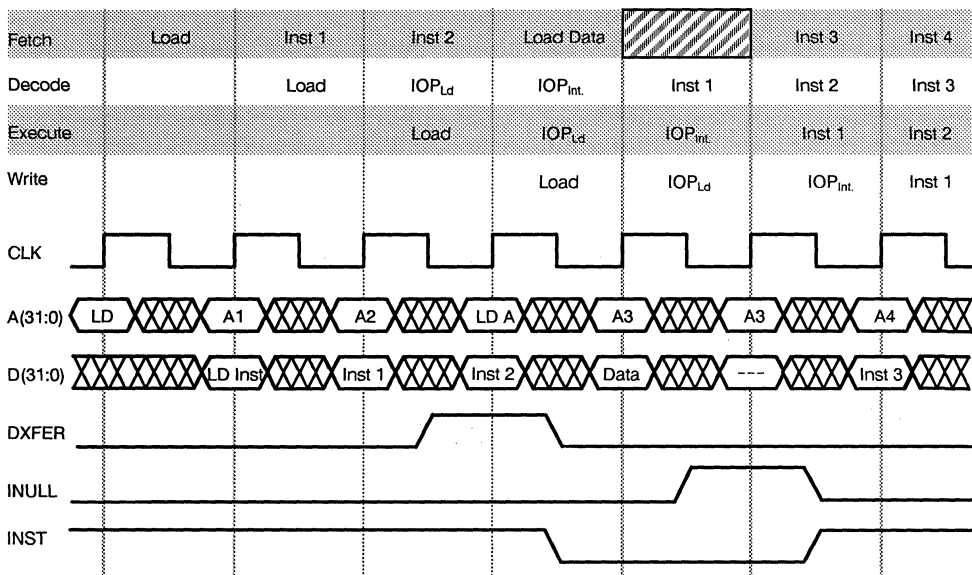 Fetch Load Inst 1 Inst 2 Load Data Inst 3 Inst 4
Decode Load IOPLd IOPInt. Inst 1 Inst 2 Inst 3
Execute Load IOPLd IOPInt. Inst 1 Inst 2
Write Load IOPLd IOPInt. Inst 1
CLK
A(31:0) LD A1 A2 LD A A3 A3 A4
D(31:0) LD Inst Inst 1 Inst 2 Data --- Inst 3
DXFER
INULL
INST